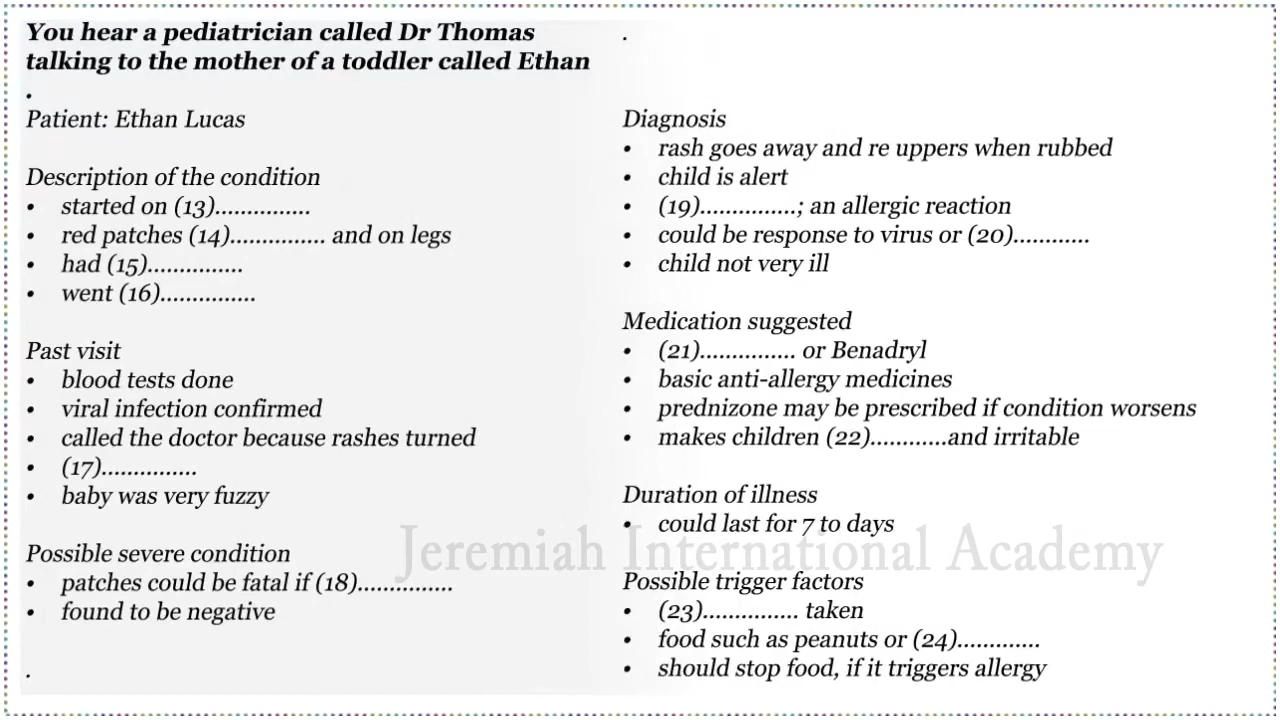 You hear a pediatrician called Dr Thomas
talking to the mother of a toddler called Ethan
.
Patient: Ethan Lucas
Description of the condition
• started on (13)...............
• red patches (14)............... and on legs
• had (15)...............
• went (16)...............
Past visit
• blood tests done
• viral infection confirmed
• called the doctor because rashes turned
• (17)...............
• baby was very fuzzy
Possible severe condition
• patches could be fatal if (18)...............
• found to be negative
.
.
Diagnosis
• rash goes away and re uppers when rubbed
• child is alert
• (19)...............; an allergic reaction
• could be response to virus or (20)............
• child not very ill
Medication suggested
• (21)............... or Benadryl
• basic anti-allergy medicines
• prednizone may be prescribed if condition worsens
• makes children (22)............and irritable
Duration of illness
• could last for 7 to days
Possible trigger factors
• (23)............... taken
• food such as peanuts or (24).............
• should stop food, if it triggers allergy
Jeremiah International Academy